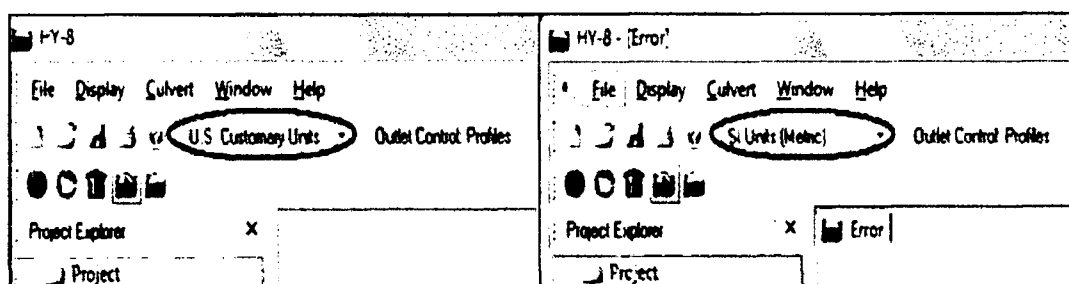 HY-8
File Display Culvert Window Help
U.S. Customary Units Outlet Control Profiles
Project Explorer x
Project
HY-8 - [Error]
File Display Culvert Window Help
SI Units (Metric) Outlet Control Profiles
Project Explorer x
Error
Project